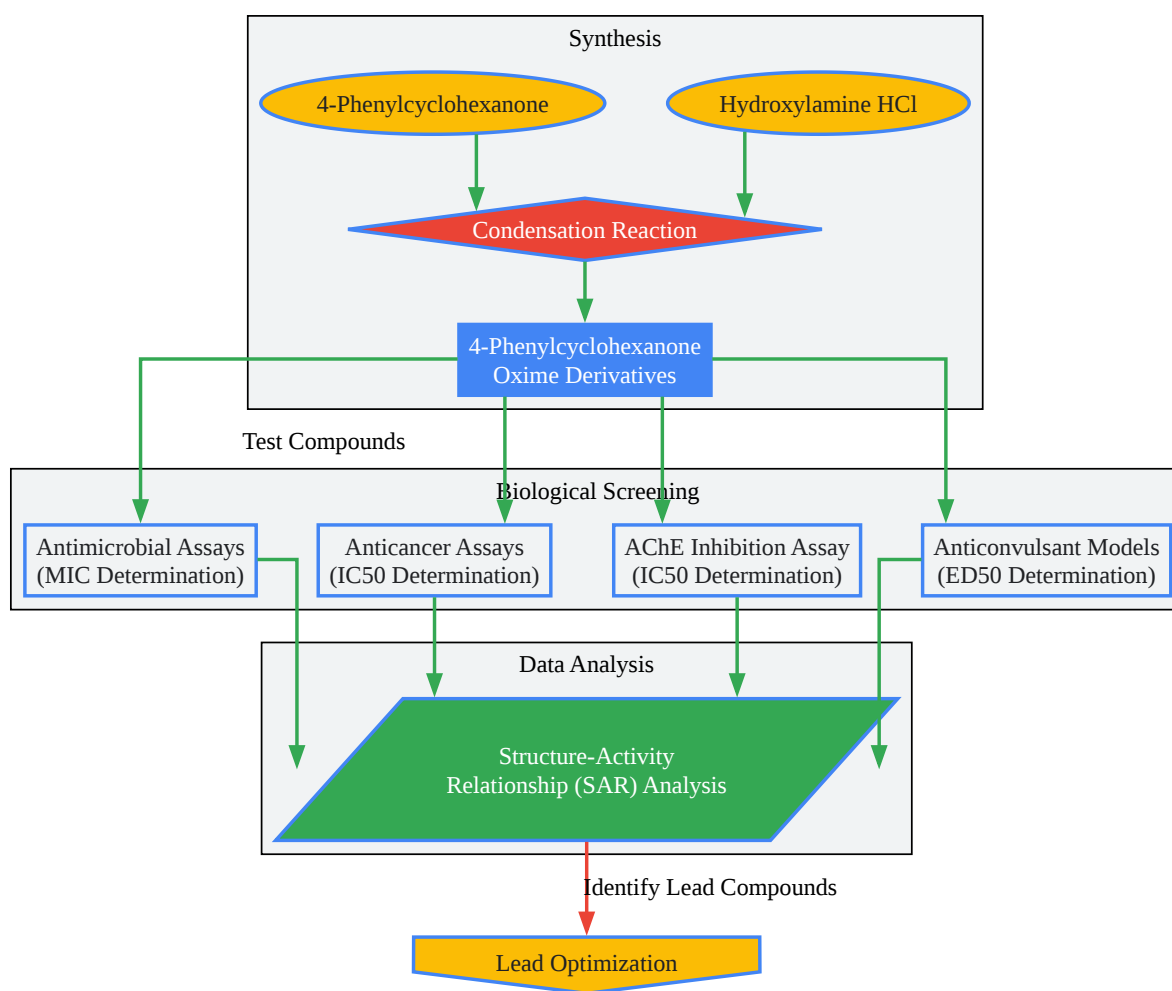 Synthesis
4-Phenylcyclohexanone
Hydroxylamine HCl
Condensation Reaction
4-Phenylcyclohexanone
Oxime Derivatives
Test Compounds
Biological Screening
Antimicrobial Assays
(MIC Determination)
Anticancer Assays
(IC50 Determination)
AChE Inhibition Assay
(IC50 Determination)
Anticonvulsant Models
(ED50 Determination)
Data Analysis
Structure-Activity
Relationship (SAR) Analysis
Identify Lead Compounds
Lead Optimization